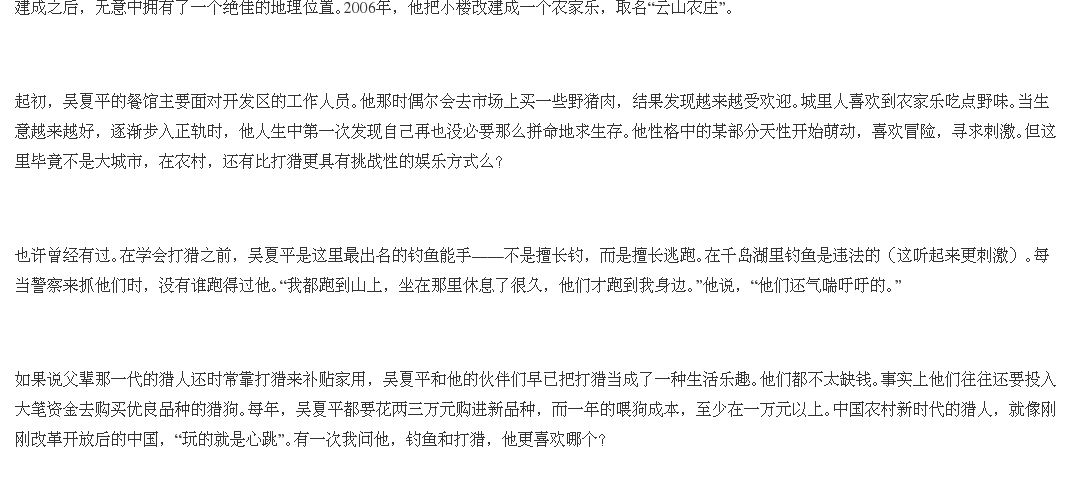 建成之后，无意中拥有了一个绝佳的地理位置。2006年，他把小楼改建成一个农家乐，取名“云山农庄”。
起初，吴夏平的餐馆主要面对开发区的工作人员。他那时偶尔会去市场上买一些野猪肉，结果发现越来越受欢迎。城里人喜欢到农家乐吃点野味。当生
意越来越好，逐渐步入正轨时，他人生中第一次发现自己再也没必要那么拼命地求生存。他性格中的某部分天性开始萌动，喜欢冒险，寻求刺激。但这
里毕竟不是大城市，在农村，还有比打猎更具有挑战性的娱乐方式么？
也许曾经有过。在学会打猎之前，吴夏平是这里最出名的钓鱼能手——不是擅长钓，而是擅长逃跑。在千岛湖里钓鱼是违法的（这听起来更刺激）。每
当警察来抓他们时，没有谁跑得过他。“我都跑到山上，坐在那里休息了很久，他们才跑到我身边。”他说，“他们还气喘吁吁的。”
如果说父辈那一代的猎人还时常靠打猎来补贴家用，吴夏平和他的伙伴们早已把打猎当成了一种生活乐趣。他们都不太缺钱。事实上他们往往还要投入
大笔资金去购买优良品种的猎狗。每年，吴夏平都要花两三万元购进新品种，而一年的喂狗成本，至少在一万元以上。中国农村新时代的猎人，就像刚
刚改革开放后的中国，“玩的就是心跳”。有一次我问他，钓鱼和打猎，他更喜欢哪个？